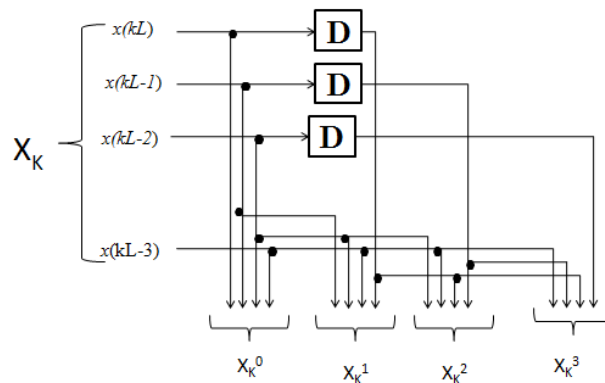 x(kL) D
x(kL-1) D
x(kL-2) D
X_K
x(kL-3)
X_K^0 X_K^1 X_K^2 X_K^3